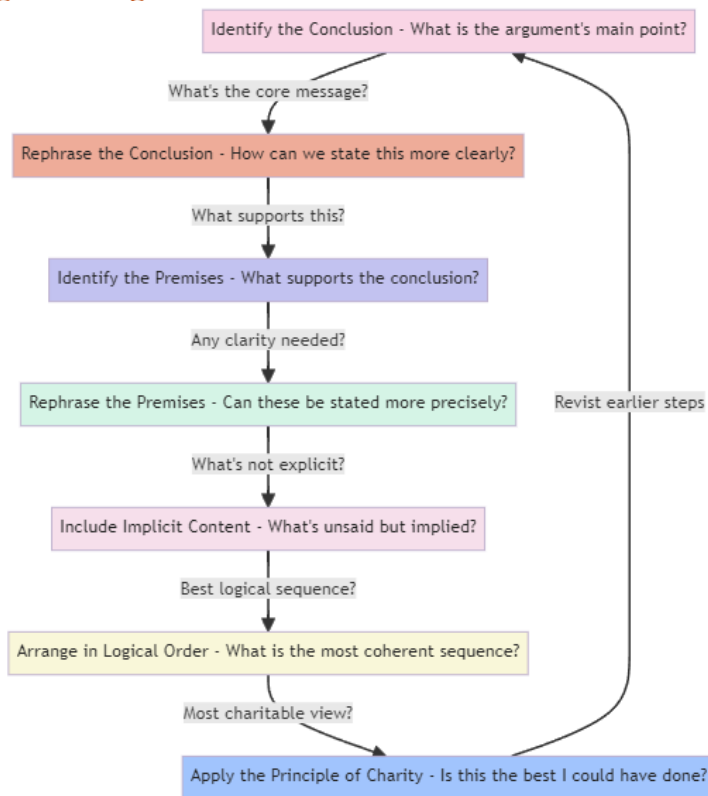 Identify the Conclusion - What is the argument's main point?
What's the core message?
Rephrase the Conclusion - How can we state this more clearly?
What supports this?
Identify the Premises - What supports the conclusion?
Any clarity needed?
Rephrase the Premises - Can these be stated more precisely?
Revist earlier steps
What's not explicit?
Include Implicit Content - What's unsaid but implied?
Best logical sequence?
Arrange in Logical Order - What is the most coherent sequence?
Most charitable view?
Apply the Principle of Charity - Is this the best I could have done?